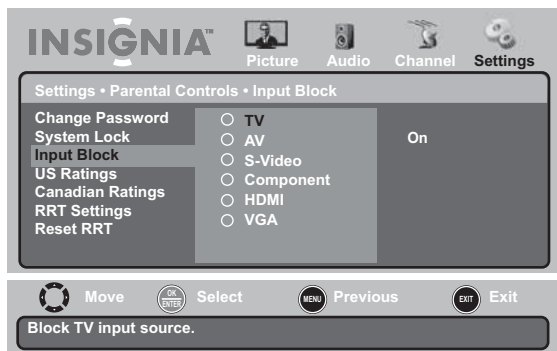 INSIGNIA™
Picture Audio Channel Settings
Settings • Parental Controls • Input Block
Change Password
System Lock
Input Block
US Ratings
Canadian Ratings
RRT Settings
Reset RRT
TV
AV
S-Video
Component
HDMI
VGA
On
Move
OK
ENTER
Select
MENU Previous
EXIT Exit
Block TV input source.